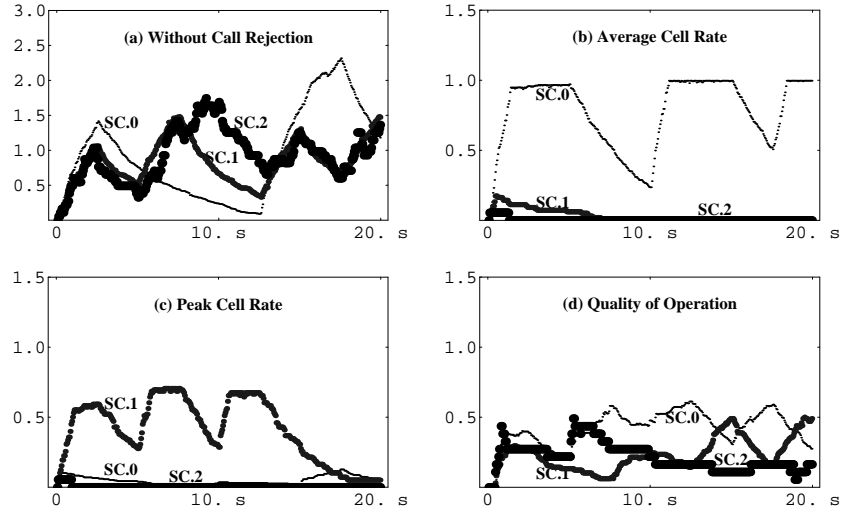 (a) Without Call Rejection
3.0
2.5
2.0
1.5
1.0
0.5
SC.0
SC.2
SC.1
0
10. s
20. s
(b) Average Cell Rate
1.5
1.0
0.5
SC.0
SC.1
SC.2
0
10. s
20. s
(c) Peak Cell Rate
1.5
1.0
0.5
SC.1
SC.0
SC.2
0
10. s
20. s
(d) Quality of Operation
1.5
1.0
0.5
SC.0
SC.1
SC.2
0
10. s
20. s